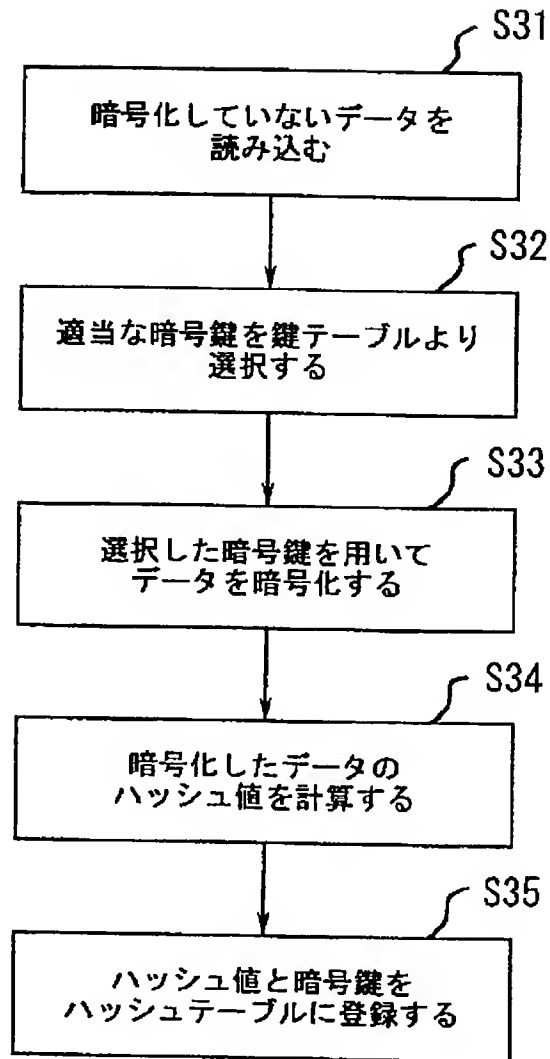 S31
暗号化していないデータを
読み込む
S32
適当な暗号鍵を鍵テーブルより
選択する
S33
選択した暗号鍵を用いて
データを暗号化する
S34
暗号化したデータの
ハッシュ値を計算する
S35
ハッシュ値と暗号鍵を
ハッシュテーブルに登録する